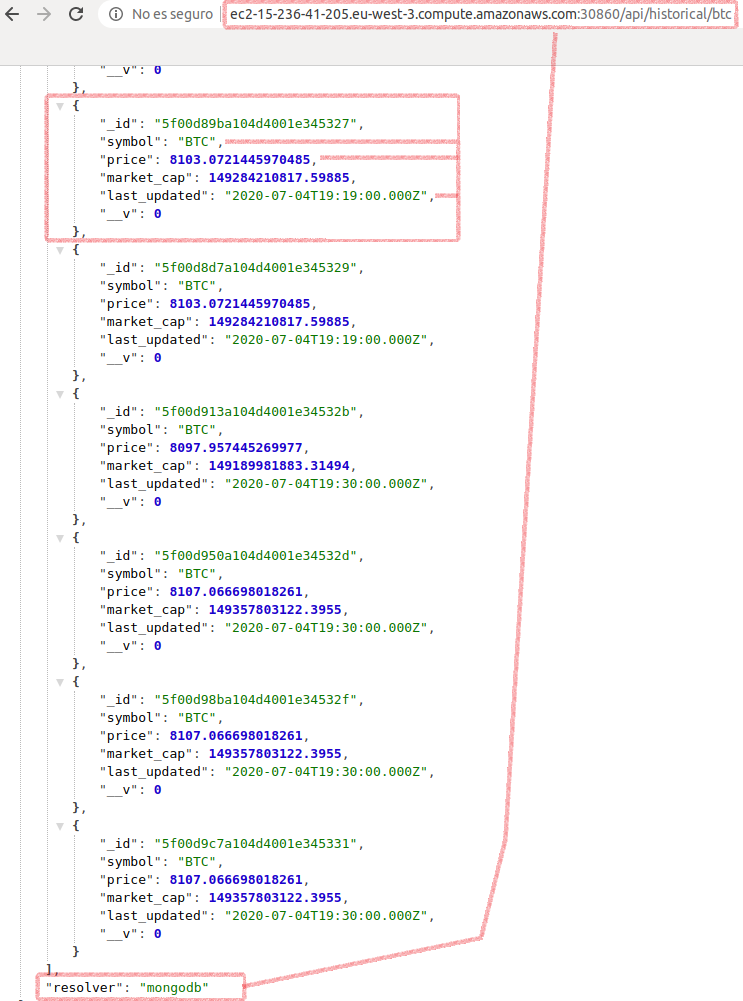 No es seguro | ec2-15-236-41-205.eu-west-3.compute.amazonaws.com:30860/api/historical/btc
"__v": 0
},
{
"_id": "5f00d89ba104d4001e345327",
"symbol": "BTC",
"price": 8103.0721445970485,
"market_cap": 149284210817.59885,
"last_updated": "2020-07-04T19:19:00.000Z",
"__v": 0
},
{
"_id": "5f00d8d7a104d4001e345329",
"symbol": "BTC",
"price": 8103.0721445970485,
"market_cap": 149284210817.59885,
"last_updated": "2020-07-04T19:19:00.000Z",
"__v": 0
},
{
"_id": "5f00d913a104d4001e34532b",
"symbol": "BTC",
"price": 8097.957445269977,
"market_cap": 149189981883.31494,
"last_updated": "2020-07-04T19:30:00.000Z",
"__v": 0
},
{
"_id": "5f00d950a104d4001e34532d",
"symbol": "BTC",
"price": 8107.066698018261,
"market_cap": 149357803122.3955,
"last_updated": "2020-07-04T19:30:00.000Z",
"__v": 0
},
{
"_id": "5f00d98ba104d4001e34532f",
"symbol": "BTC",
"price": 8107.066698018261,
"market_cap": 149357803122.3955,
"last_updated": "2020-07-04T19:30:00.000Z",
"__v": 0
},
{
"_id": "5f00d9c7a104d4001e345331",
"symbol": "BTC",
"price": 8107.066698018261,
"market_cap": 149357803122.3955,
"last_updated": "2020-07-04T19:30:00.000Z",
"__v": 0
}
],
"resolver": "mongodb"